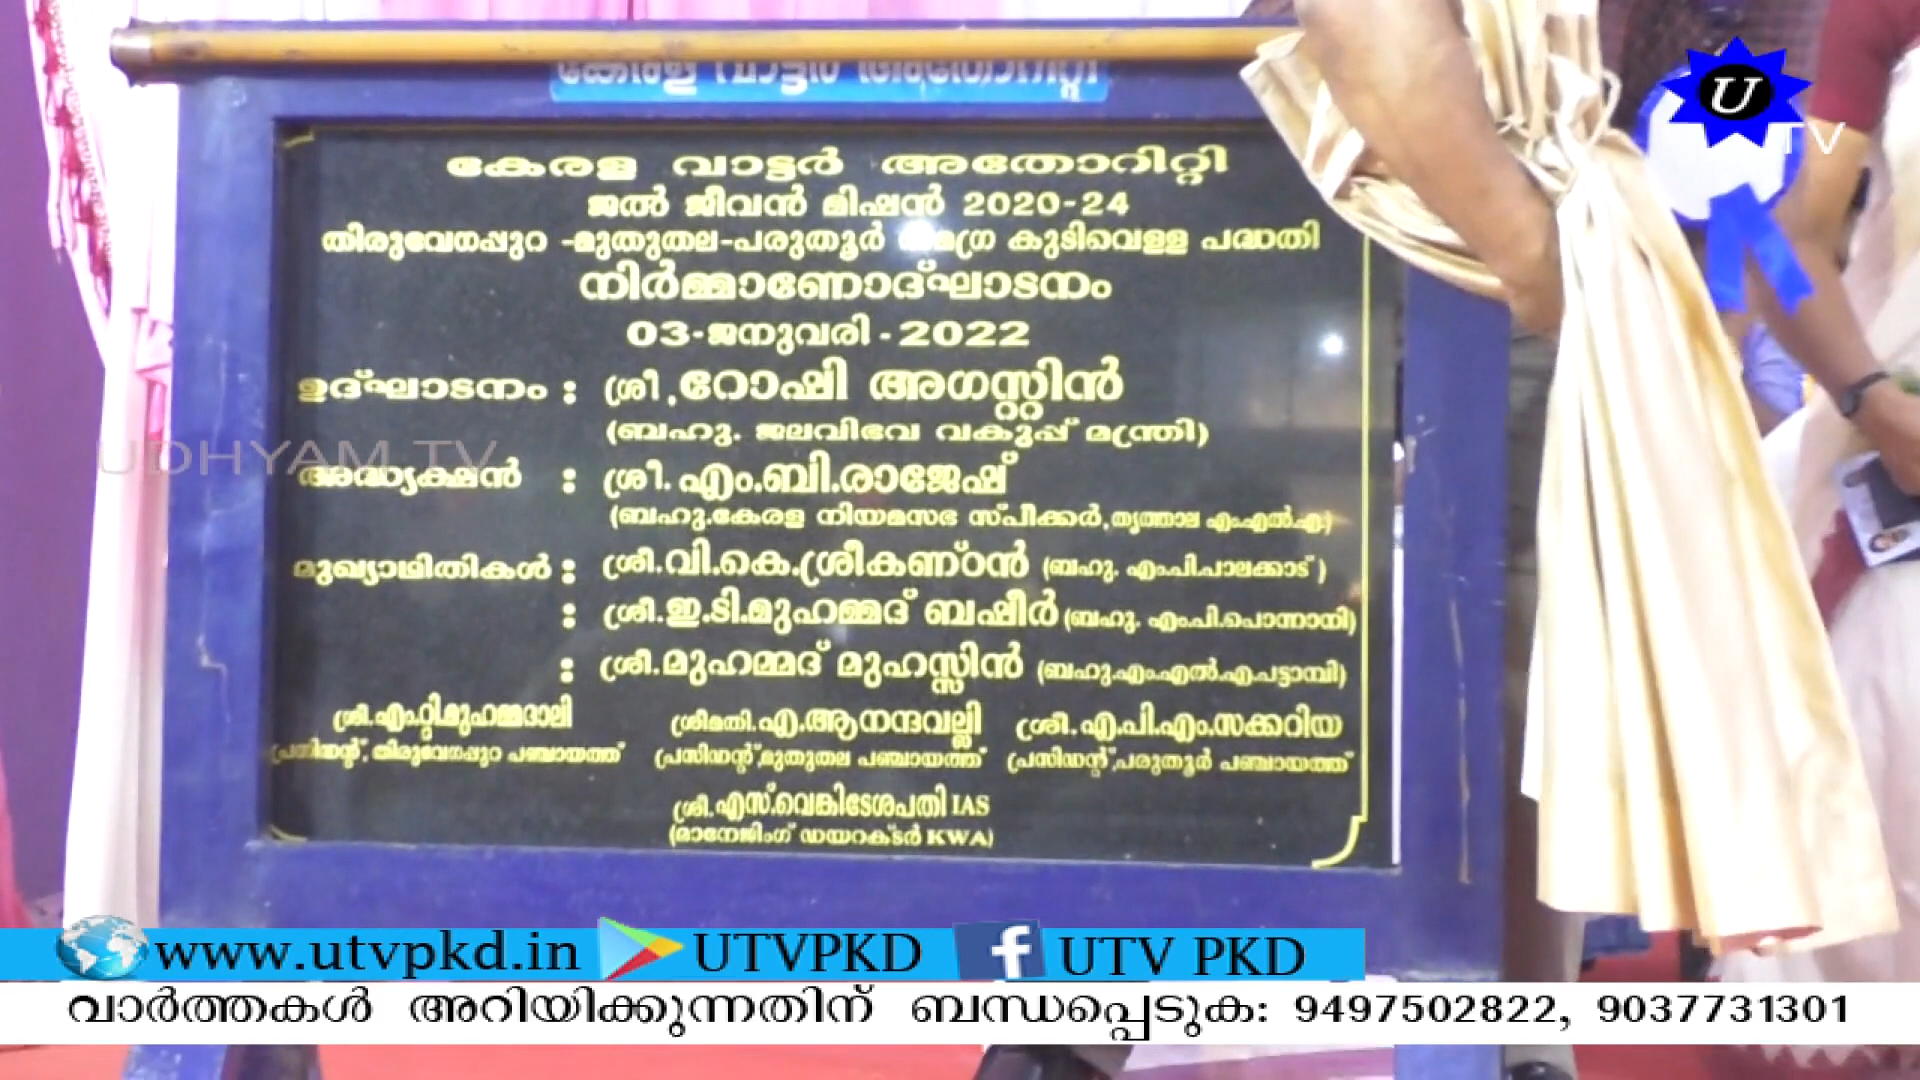 കേരള വാട്ടർ അതോറിറ്റി
U
TV
കേരള വാട്ടർ അതോറിറ്റി
ജൽ ജീവൻ മിഷൻ 2020-24
തിരുവേഗപ്പുറ -മുതുതല-പരുതൂർ സമഗ്ര കുടിവെള്ള പദ്ധതി
നിർമ്മാണോദ്ഘാടനം
03-ജനുവരി-2022
ഉദ്ഘാടനം : ശ്രീ.റോഷി അഗസ്റ്റിൻ
(ബഹു. ജലവിഭവ വകുപ്പ് മന്ത്രി)
UDHYAM TV
അദ്ധ്യക്ഷൻ : ശ്രീ. എം.ബി.രാജേഷ്
(ബഹു.കേരള നിയമസഭ സ്പീക്കർ,തൃത്താല എം.എൽ.എ)
മുഖ്യാഥിതികൾ : ശ്രീ.വി.കെ.ശ്രീകണ്ഠൻ (ബഹു. എം.പി.പാലക്കാട്)
: ശ്രീ.ഇ.ടി.മുഹമ്മദ് ബഷീർ (ബഹു. എം.പി.പൊന്നാനി)
: ശ്രീ.മുഹമ്മദ് മുഹസ്സിൻ (ബഹു.എം.എൽ.എ.പട്ടാമ്പി)
ശ്രീ.എം.റ്റി.മുഹമ്മദാലി ശ്രീമതി.എ.ആനന്ദവല്ലി ശ്രീ.എ.പി.എം.സക്കറിയ
പ്രസിഡന്റ്, തിരുവേഗപ്പുറ പഞ്ചായത്ത് പ്രസിഡന്റ്,മുതുതല പഞ്ചായത്ത് പ്രസിഡന്റ്,പരുതൂർ പഞ്ചായത്ത്
ശ്രീ.എസ്.വെങ്കിടേശപതി IAS
(മാനേജിംഗ് ഡയറക്ടർ KWA)
www.utvpkd.in UTVPKD f UTV PKD
വാർത്തകൾ അറിയിക്കുന്നതിന് ബന്ധപ്പെടുക: 9497502822, 9037731301